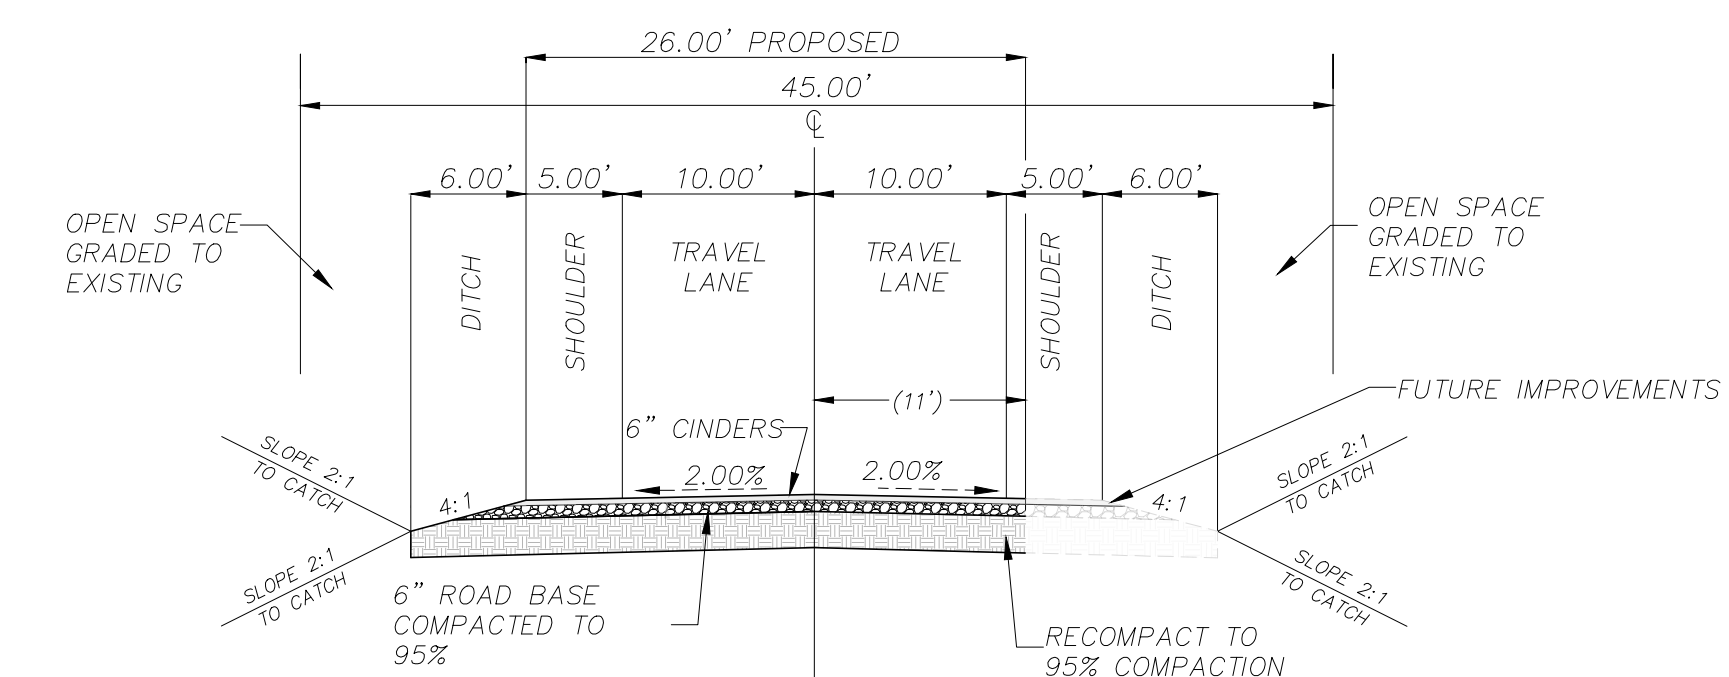 26.00' PROPOSED
45.00'
℄
6.00' 5.00' 10.00' 10.00' 5.00' 6.00'
OPEN SPACE
GRADED TO
EXISTING
DITCH
SHOULDER
TRAVEL
LANE
TRAVEL
LANE
SHOULDER
DITCH
OPEN SPACE
GRADED TO
EXISTING
(11')
FUTURE IMPROVEMENTS
6" CINDERS
2.00%
2.00%
SLOPE 2:1
TO CATCH
4:1
4:1
SLOPE 2:1
TO CATCH
SLOPE 2:1
TO CATCH
6" ROAD BASE
COMPACTED TO
95%
RECOMPACT TO
95% COMPACTION
SLOPE 2:1
TO CATCH